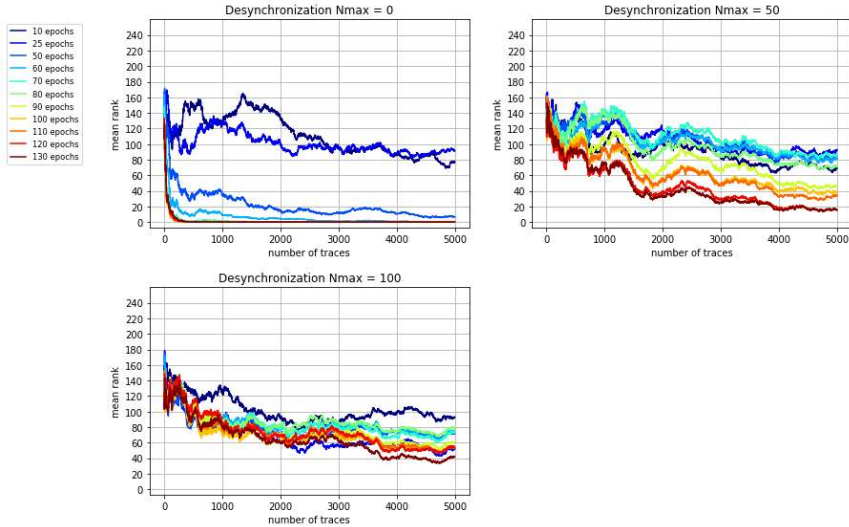 10 epochs
25 epochs
50 epochs
60 epochs
70 epochs
80 epochs
90 epochs
100 epochs
110 epochs
120 epochs
130 epochs
Desynchronization Nmax = 0
mean rank
240
220
200
180
160
140
120
100
80
60
40
20
0
0 1000 2000 3000 4000 5000
number of traces
Desynchronization Nmax = 50
mean rank
240
220
200
180
160
140
120
100
80
60
40
20
0
0 1000 2000 3000 4000 5000
number of traces
Desynchronization Nmax = 100
mean rank
240
220
200
180
160
140
120
100
80
60
40
20
0
0 1000 2000 3000 4000 5000
number of traces